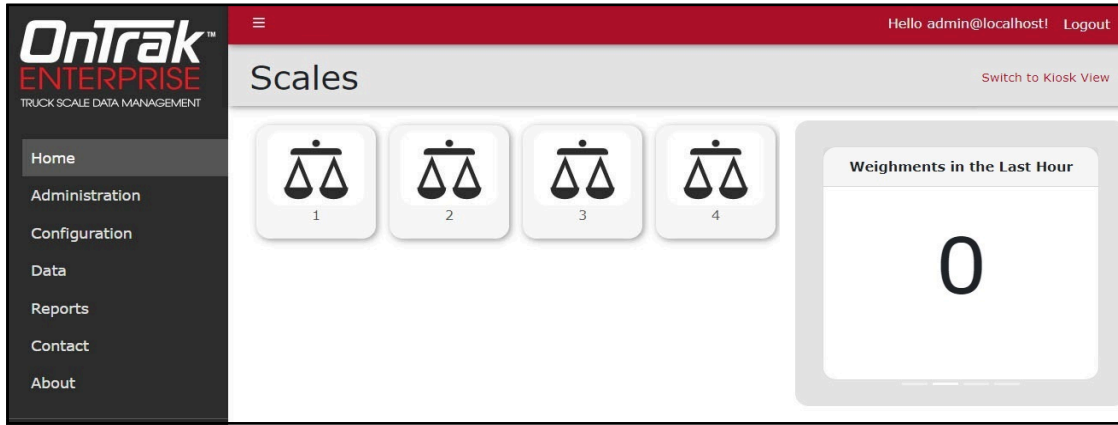 OnTrak™
ENTERPRISE
TRUCK SCALE DATA MANAGEMENT
Home
Administration
Configuration
Data
Reports
Contact
About
Hello admin@localhost! Logout
Scales
Switch to Kiosk View
1 2 3 4
Weighments in the Last Hour
0